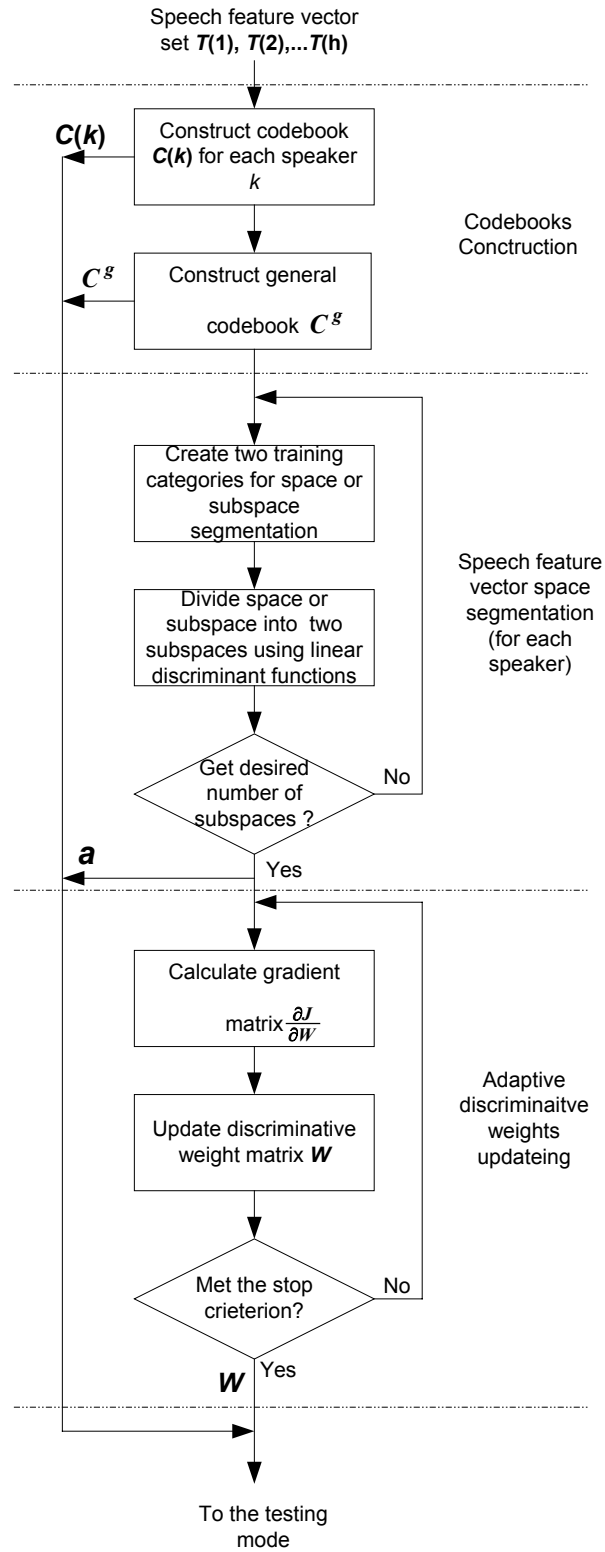 Speech feature vector
set T(1), T(2),...T(h)
C(k)
Construct codebook
C(k) for each speaker
k
Codebooks
Conctruction
C^g
Construct general
codebook C^g
Create two training
categories for space or
subspace
segmentation
Divide space or
subspace into two
subspaces using linear
discriminant functions
Speech feature
vector space
segmentation
(for each
speaker)
Get desired
number of
subspaces ?
No
a
Yes
Calculate gradient
matrix ∂J/∂W
Update discriminative
weight matrix W
Adaptive
discriminaitve
weights
updateing
Met the stop
crieterion?
No
W
Yes
To the testing
mode